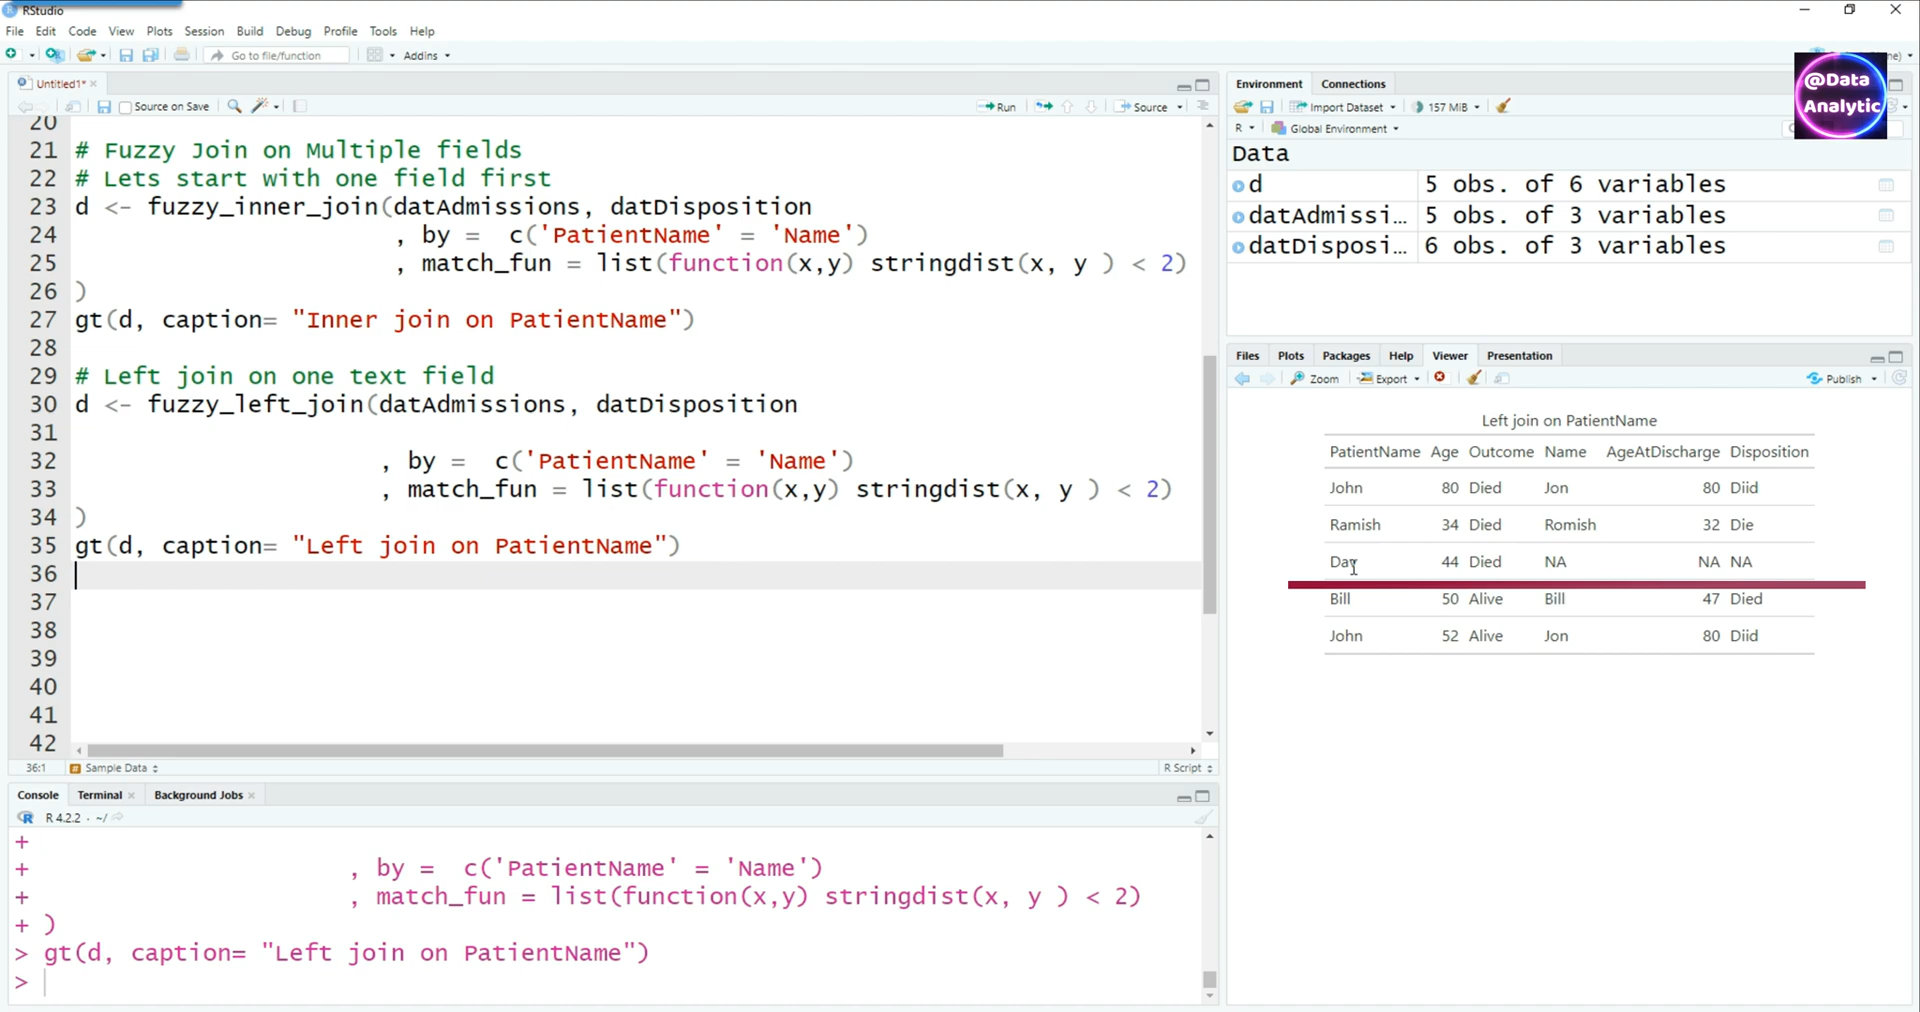 RStudio
File Edit Code View Plots Session Build Debug Profile Tools Help
Go to file/function Addins
Untitled1*
Source on Save Run Source
20
21 # Fuzzy Join on Multiple fields
22 # Lets start with one field first
23 d <- fuzzy_inner_join(datAdmissions, datDisposition
24 , by = c('PatientName' = 'Name')
25 , match_fun = list(function(x,y) stringdist(x, y ) < 2)
26 )
27 gt(d, caption= "Inner join on PatientName")
28
29 # Left join on one text field
30 d <- fuzzy_left_join(datAdmissions, datDisposition
31
32 , by = c('PatientName' = 'Name')
33 , match_fun = list(function(x,y) stringdist(x, y ) < 2)
34 )
35 gt(d, caption= "Left join on PatientName")
36
37
38
39
40
41
42
36:1 Sample Data R Script
Console Terminal Background Jobs
R 4.2.2 · ~/
+
+ , by = c('PatientName' = 'Name')
+ , match_fun = list(function(x,y) stringdist(x, y ) < 2)
+ )
> gt(d, caption= "Left join on PatientName")
>
Environment Connections
Import Dataset 157 MiB
R Global Environment
@Data
Analytic
Data
d 5 obs. of 6 variables
datAdmissi... 5 obs. of 3 variables
datDisposi... 6 obs. of 3 variables
Files Plots Packages Help Viewer Presentation
Zoom Export Publish
Left join on PatientName
PatientName Age Outcome Name AgeAtDischarge Disposition
John 80 Died Jon 80 Diid
Ramish 34 Died Romish 32 Die
44 Died NA NA NA
Bill 50 Alive Bill 47 Died
John 52 Alive Jon 80 Diid